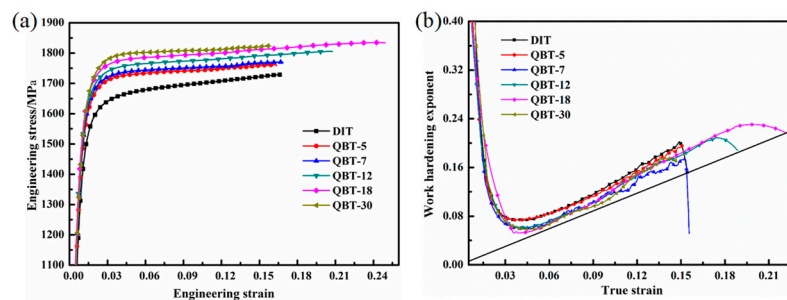 (a)
1900
1800
1700
1600
1500
1400
1300
1200
1100
Engineering stress/MPa
DIT
QBT-5
QBT-7
QBT-12
QBT-18
QBT-30
0.00 0.03 0.06 0.09 0.12 0.15 0.18 0.21 0.24
Engineering strain
(b)
0.40
0.32
0.24
0.16
0.08
0.00
Work hardening exponent
DIT
QBT-5
QBT-7
QBT-12
QBT-18
QBT-30
0.03 0.06 0.09 0.12 0.15 0.18 0.21
True strain